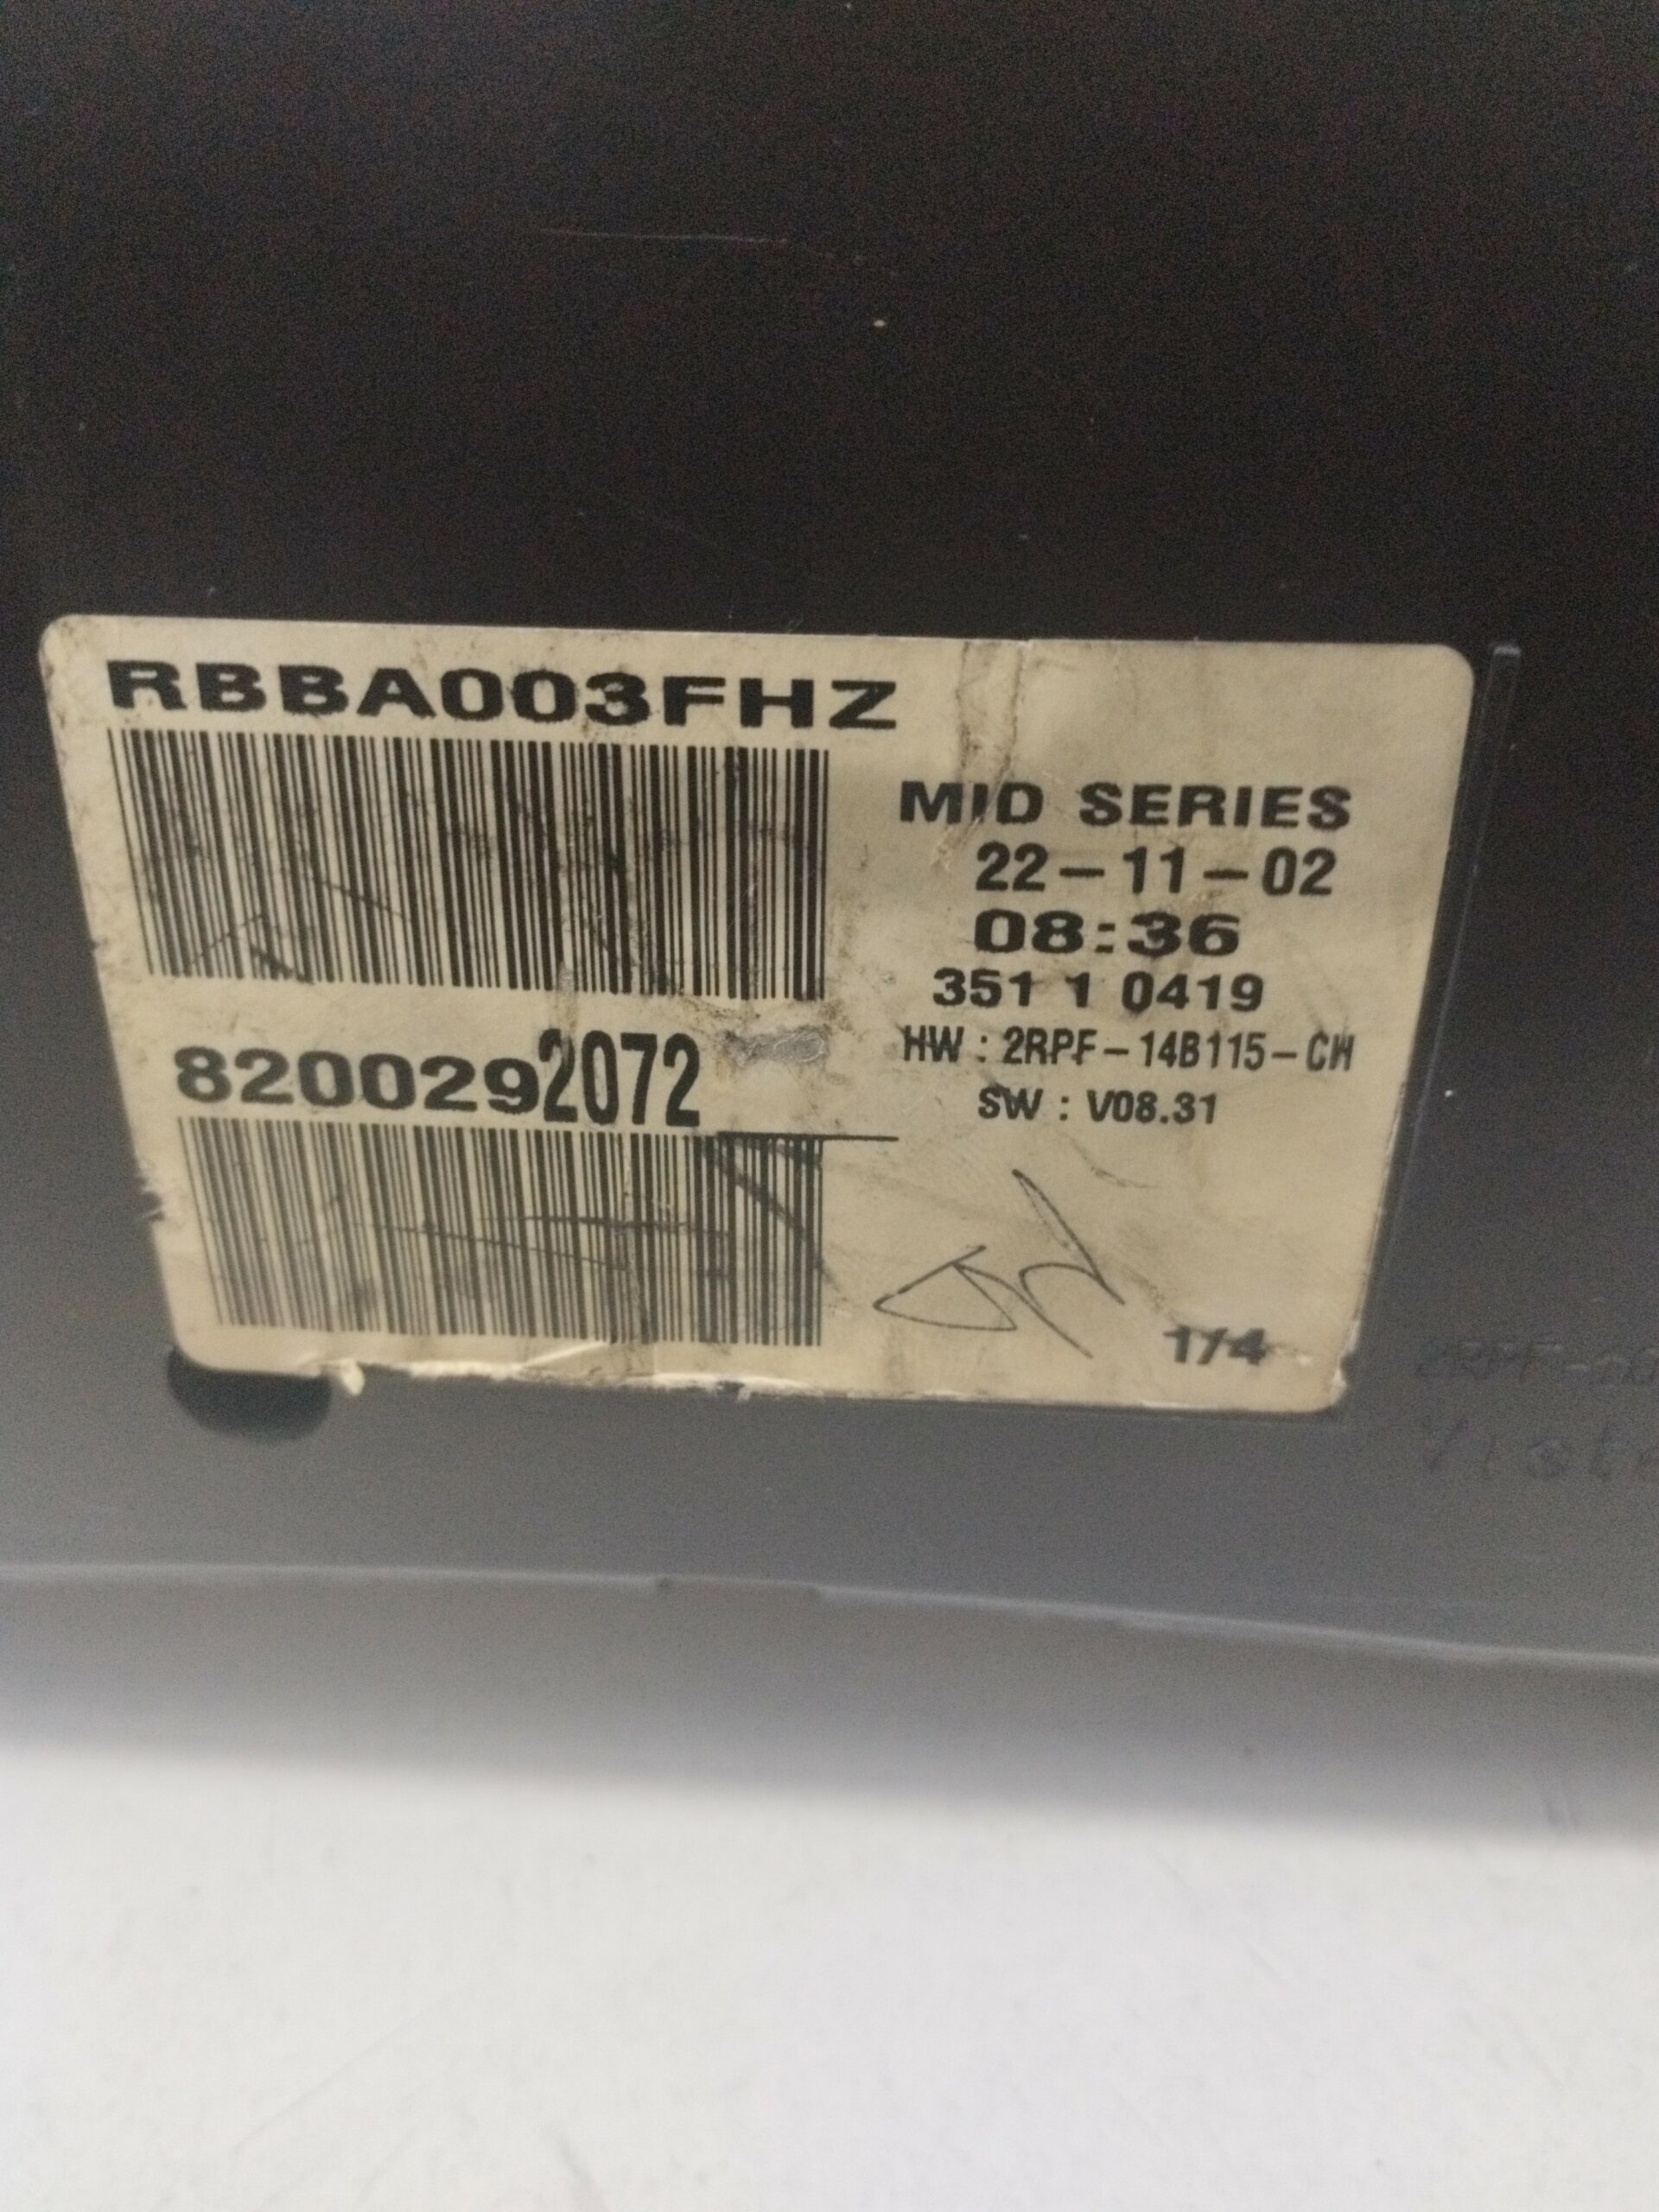 RBBA003FHZ
MID SERIES
22-11-02
08:36
351 1 0419
HW : 2RPF-14B115-CH
SW : V08.31
8200292072
1/4